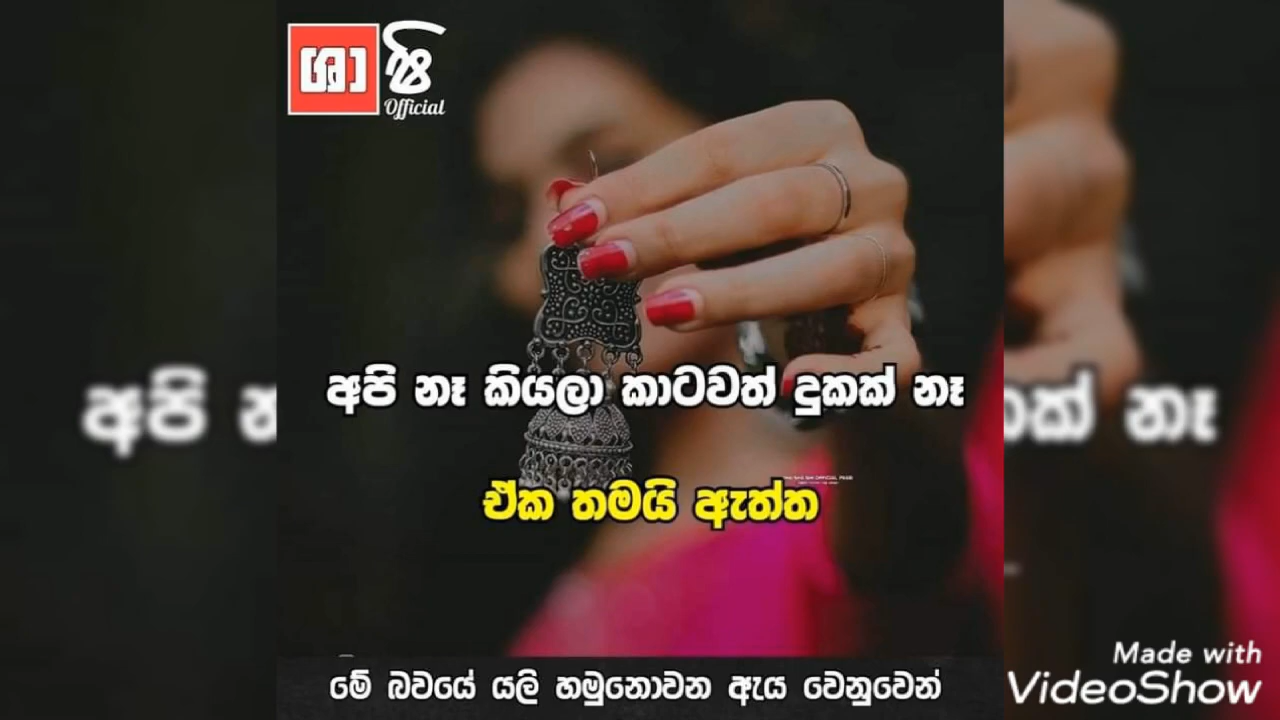 ශාෂි
Official
අපි නෑ කියලා කාටවත් දුකක් නෑ
ඒක තමයි ඇත්ත
මේ බවයේ යලි හමුනොවන ඇය වෙනුවෙන්
Made with
VideoShow